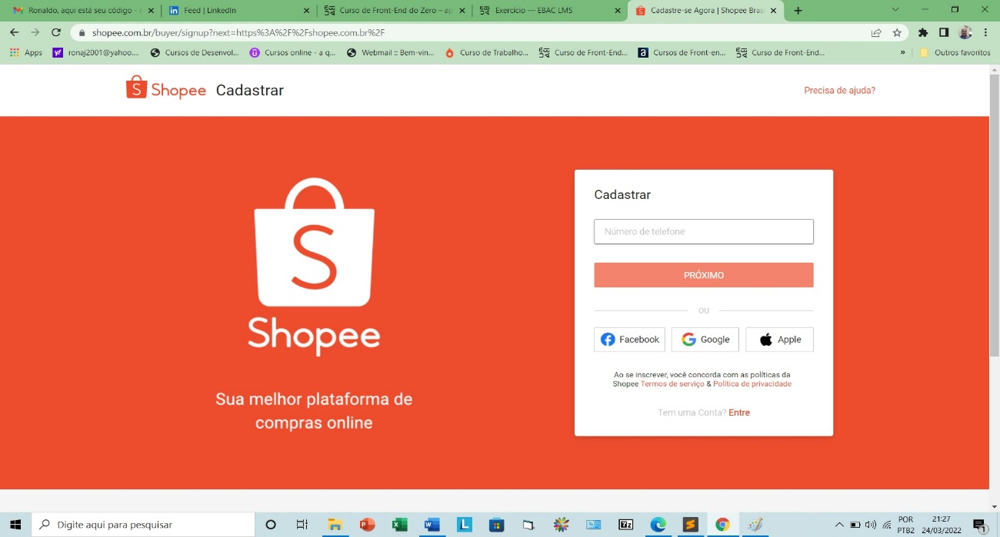 Ronaldo, aqui está seu código -
Feed | LinkedIn
Curso de Front-End do Zero – ap
Exercício — EBAC LMS
Cadastre-se Agora | Shopee Bras
shopee.com.br/buyer/signup?next=https%3A%2F%2Fshopee.com.br%2F
Apps
ronaj2001@yahoo....
Cursos de Desenvol...
Cursos online - a q...
Webmail :: Bem-vin...
Curso de Trabalho...
Curso de Front-End...
Cursos de Front-en...
Curso de Front-End...
»
Outros favoritos
Shopee Cadastrar
Precisa de ajuda?
Shopee
Sua melhor plataforma de
compras online
Cadastrar
Número de telefone
PRÓXIMO
OU
Facebook
Google
Apple
Ao se inscrever, você concorda com as políticas da
Shopee Termos de serviço & Política de privacidade
Tem uma Conta? Entre
Digite aqui para pesquisar
POR
PTB2
21:27
24/03/2022
1